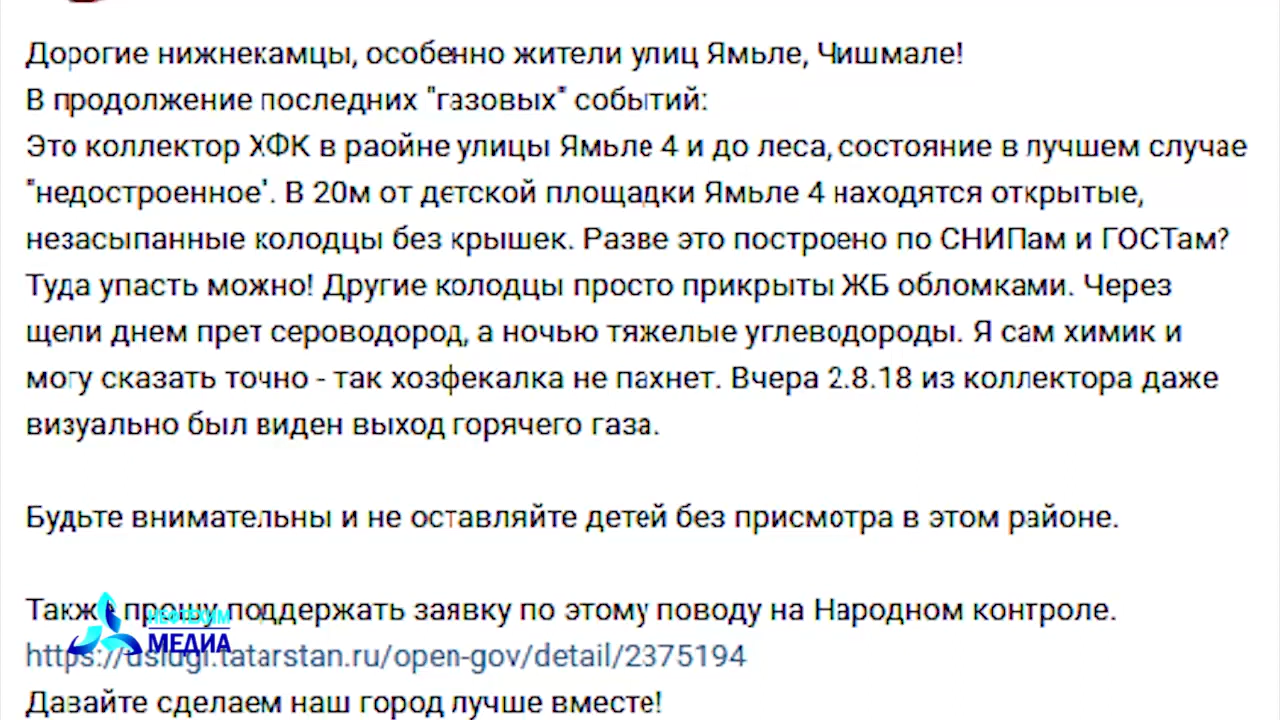 Дорогие нижнекамцы, особенно жители улиц Ямьле, Чишмале!
В продолжение последних "газовых" событий:
Это коллектор ХФК в раойне улицы Ямьле 4 и до леса, состояние в лучшем случае
"недостроенное". В 20м от детской площадки Ямьле 4 находятся открытые,
незасыпанные колодцы без крышек. Разве это построено по СНИПам и ГОСТам?
Туда упасть можно! Другие колодцы просто прикрыты ЖБ обломками. Через
щели днем прет сероводород, а ночью тяжелые углеводороды. Я сам химик и
могу сказать точно - так хозфекалка не пахнет. Вчера 2.8.18 из коллектора даже
визуально был виден выход горячего газа.
Будьте внимательны и не оставляйте детей без присмотра в этом районе.
Также прошу поддержать заявку по этому поводу на Народном контроле.
НЕФТЕХИМ
МЕДИА
https://uslugi.tatarstan.ru/open-gov/detail/2375194
Давайте сделаем наш город лучше вместе!